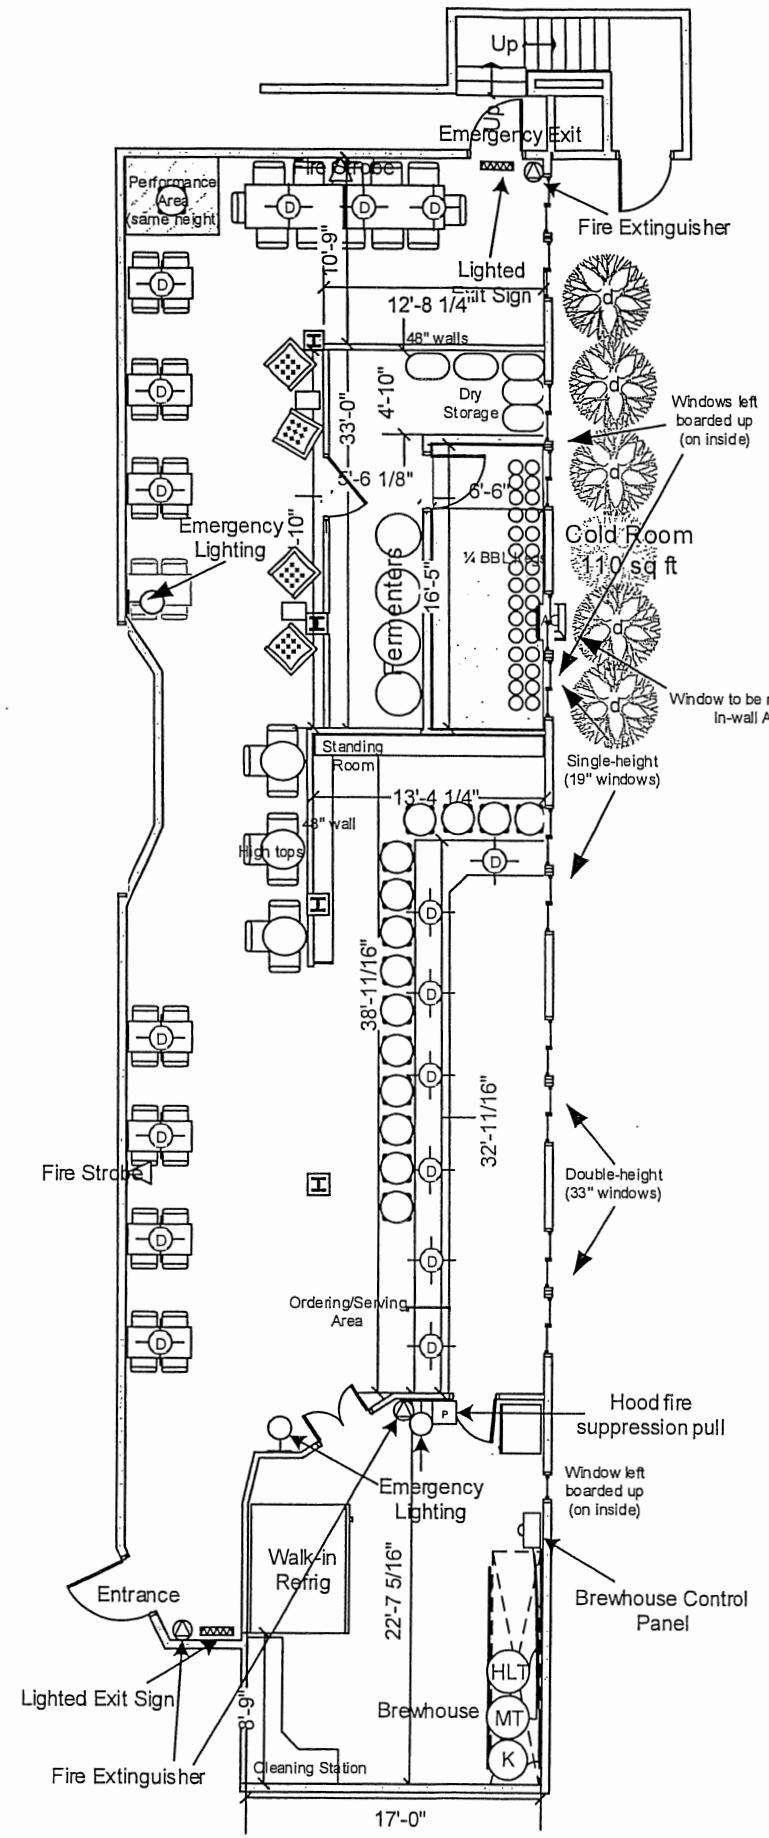 Up
Up
Emergency Exit
Fire Strobe
Performance
Area
(same height)
D
D
D
Fire Extinguisher
10'-9"
Lighted
Exit Sign
D
12'-8 1/4"
d
48" walls
D
4'-10"
Dry
Storage
d
Windows left
boarded up
(on inside)
33'-0"
5'-6 1/8"
6'-6"
d
D
-10"
Emergency
Lighting
Cold Room
110 sq ft
¼ BBL Kegs
Fermenters
16'-5"
AC
d
Window to be
In-wall A
d
Standing
Room
Single-height
(19" windows)
13'-4 1/4"
48" wall
High tops
D
D
38'-11/16"
D
D
D
32'-11/16"
D
Fire Strobe
D
Double-height
(33" windows)
D
D
Ordering/Serving
Area
D
D
P
Hood fire
suppression pull
Emergency
Lighting
Window left
boarded up
(on inside)
Walk-in
Refrig
22'-7 5/16"
Entrance
Brewhouse Control
Panel
HLT
Lighted Exit Sign
Brewhouse
MT
8'-9"
K
Fire Extinguisher
Cleaning Station
17'-0"